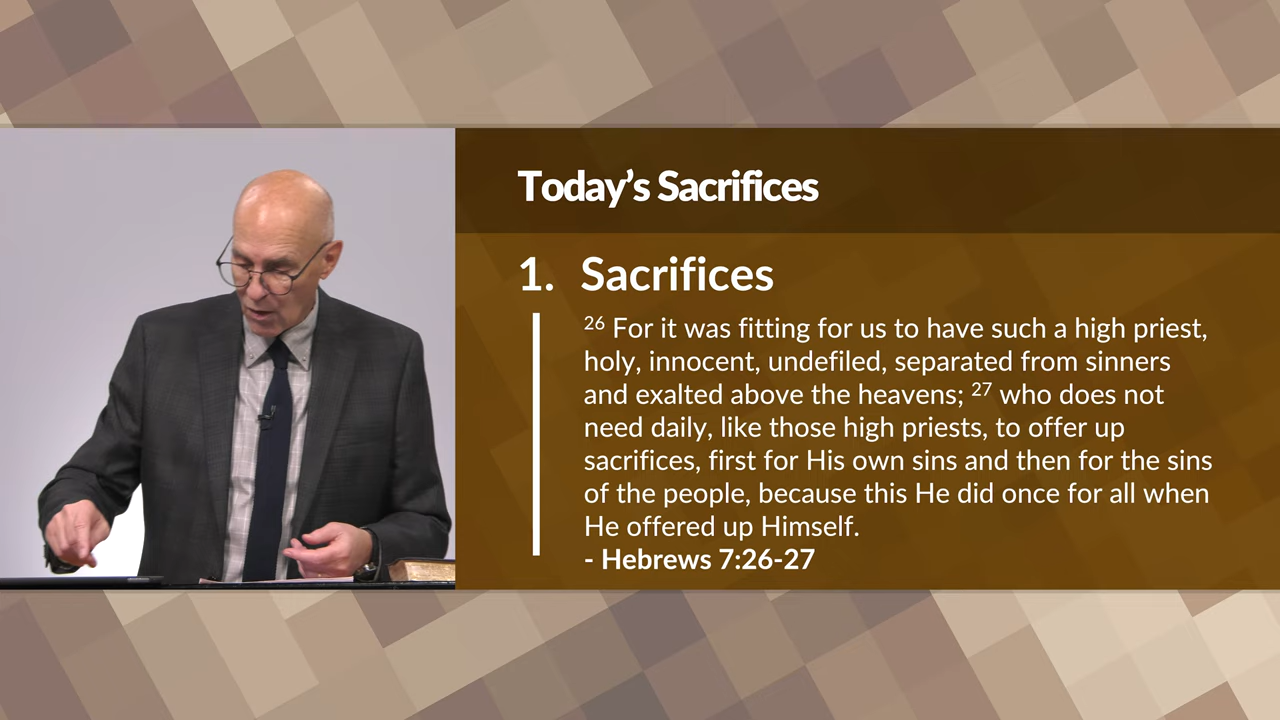 Today’s Sacrifices
1. Sacrifices
26 For it was fitting for us to have such a high priest,
holy, innocent, undefiled, separated from sinners
and exalted above the heavens; 27 who does not
need daily, like those high priests, to offer up
sacrifices, first for His own sins and then for the sins
of the people, because this He did once for all when
He offered up Himself.
- Hebrews 7:26-27